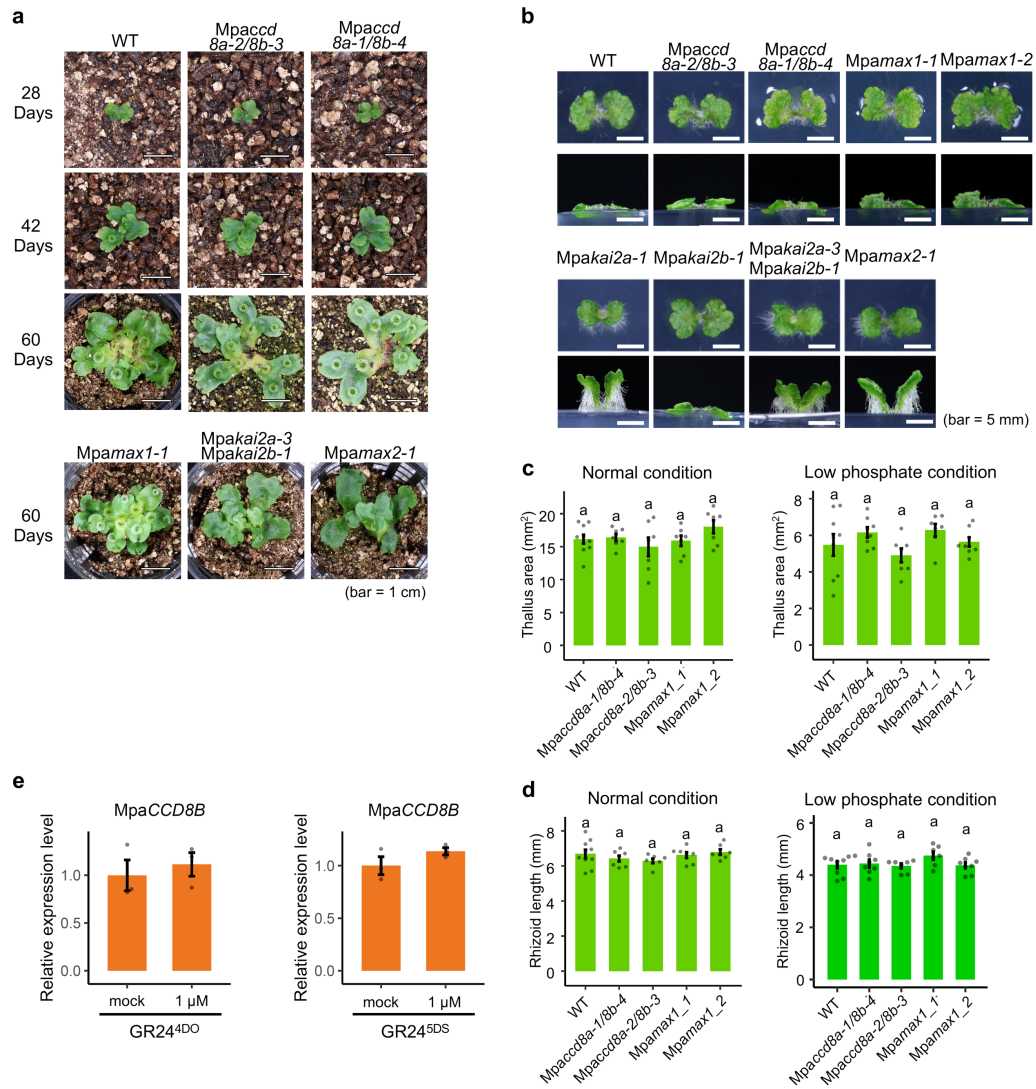 a
WT
Mpaccd
8a-2/8b-3
Mpaccd
8a-1/8b-4
28
Days
42
Days
60
Days
Mpamax1-1
Mpakai2a-3
Mpakai2b-1
Mpamax2-1
60
Days
(bar = 1 cm)
b
WT
Mpaccd
8a-2/8b-3
Mpaccd
8a-1/8b-4
Mpamax1-1
Mpamax1-2
Mpakai2a-1
Mpakai2b-1
Mpakai2a-3
Mpakai2b-1
Mpamax2-1
(bar = 5 mm)
c
Normal condition
Thallus area (mm²)
20
15
10
5
0
a
a
a
a
a
WT
Mpaccd8a-1/8b-4
Mpaccd8a-2/8b-3
Mpamax1_1
Mpamax1_2
Low phosphate condition
Thallus area (mm²)
8
6
4
2
0
a
a
a
a
a
WT
Mpaccd8a-1/8b-4
Mpaccd8a-2/8b-3
Mpamax1_1
Mpamax1_2
d
Normal condition
Rhizoid length (mm)
8
6
4
2
0
a
a
a
a
a
WT
Mpaccd8a-1/8b-4
Mpaccd8a-2/8b-3
Mpamax1_1
Mpamax1_2
Low phosphate condition
Rhizoid length (mm)
6
4
2
0
a
a
a
a
a
WT
Mpaccd8a-1/8b-4
Mpaccd8a-2/8b-3
Mpamax1_1
Mpamax1_2
e
MpaCCD8B
Relative expression level
1.0
0.5
0.0
mock
1 µM
GR24⁴ᴰᴼ
MpaCCD8B
Relative expression level
1.0
0.5
0.0
mock
1 µM
GR24⁵ᴰˢ